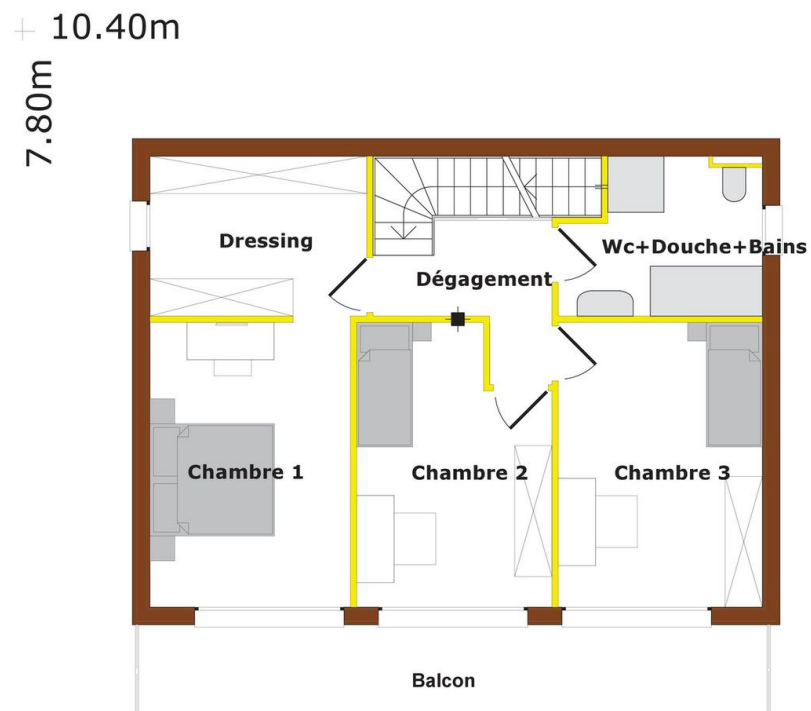 10.40m
7.80m
Dressing
Wc+Douche+Bains
Dégagement
Chambre 1
Chambre 2
Chambre 3
Balcon